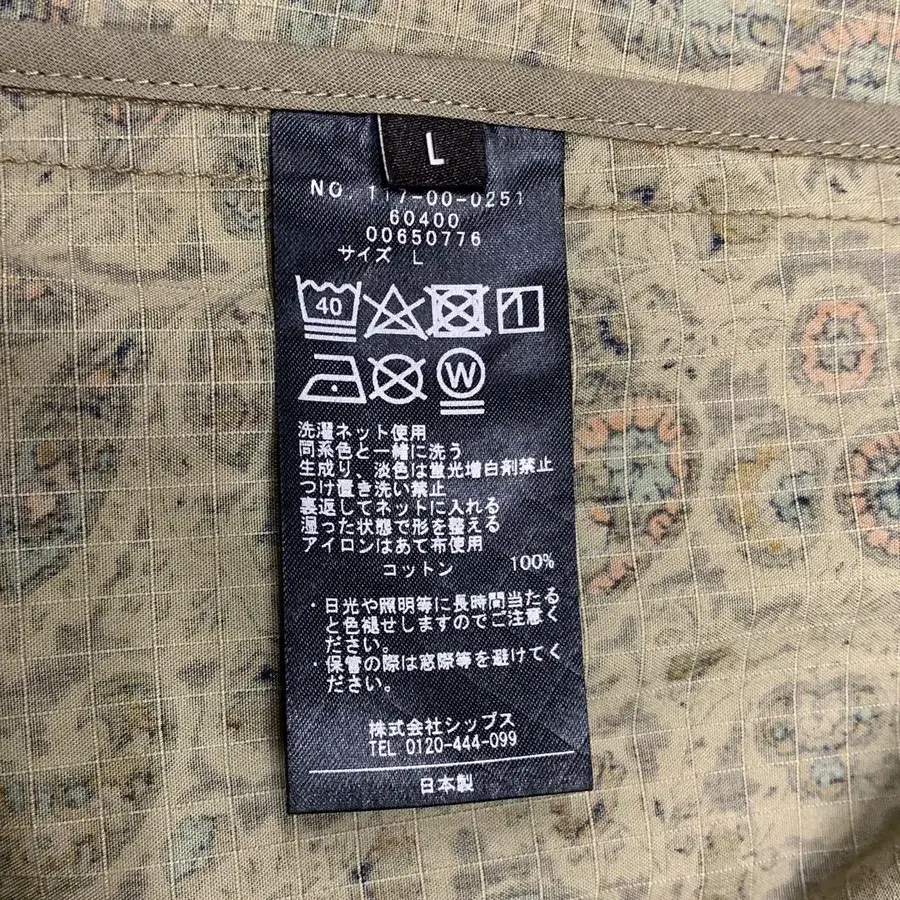 L
NO. 117-00-0251
60400
00650776
サイズ L
40
W
洗濯ネット使用
同系色と一緒に洗う
生成り、淡色は蛍光増白剤禁止
つけ置き洗い禁止
裏返してネットに入れる
湿った状態で形を整える
アイロンはあて布使用
コットン 100%
・日光や照明等に長時間当たる
と色褪せしますのでご注意く
ださい。
・保管の際は窓際等を避けてく
ださい。
株式会社シップス
TEL 0120-444-099
日本製